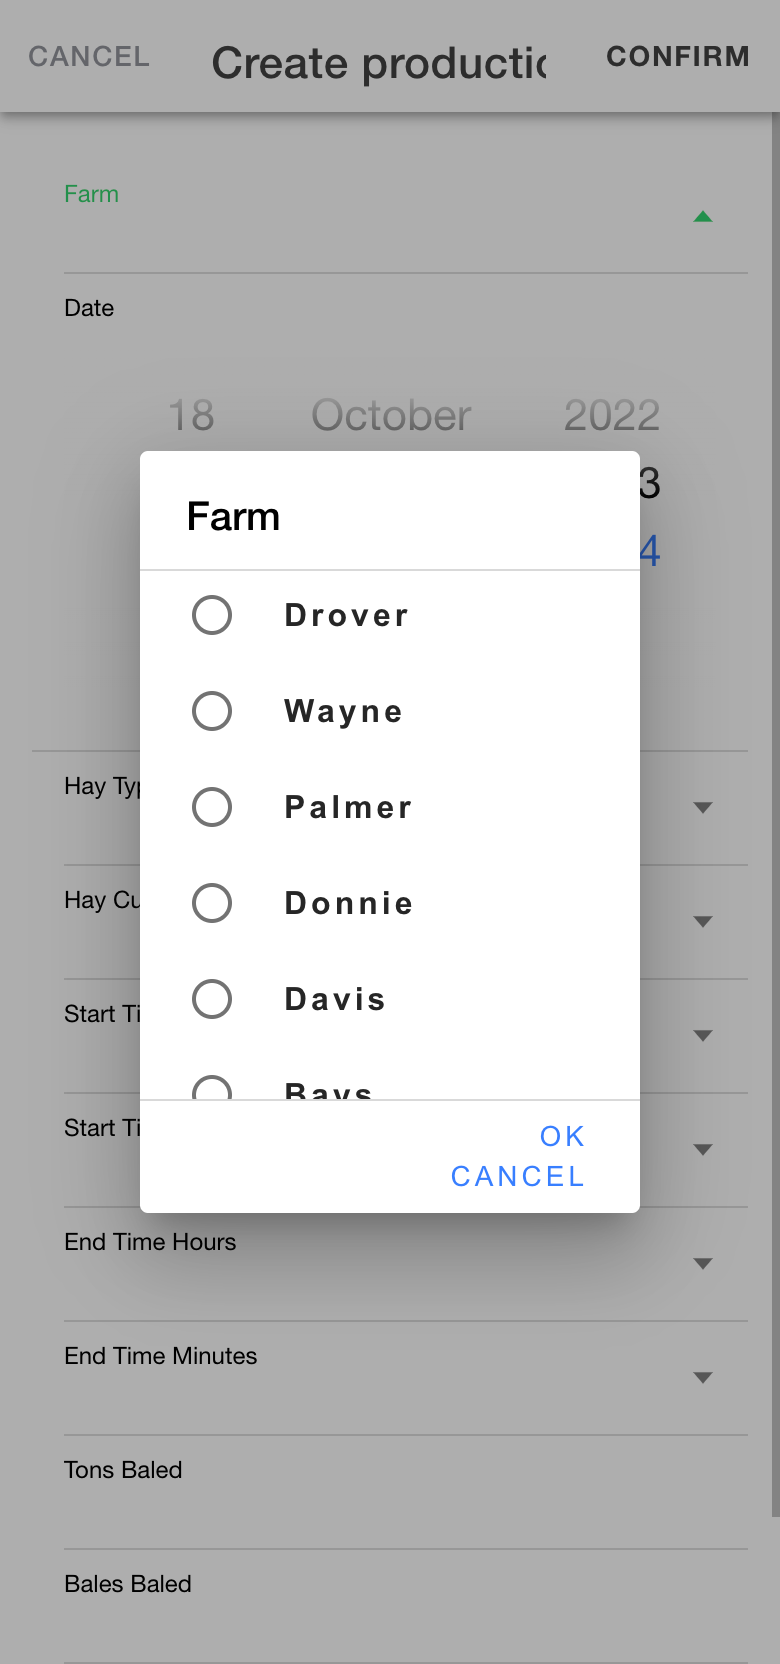 CANCEL Create productic CONFIRM
Farm
Date
18 October 2022
3
4
Farm
Drover
Wayne
Palmer
Donnie
Davis
Bays
OK
CANCEL
Hay Typ
Hay Cu
Start Ti
Start Ti
End Time Hours
End Time Minutes
Tons Baled
Bales Baled